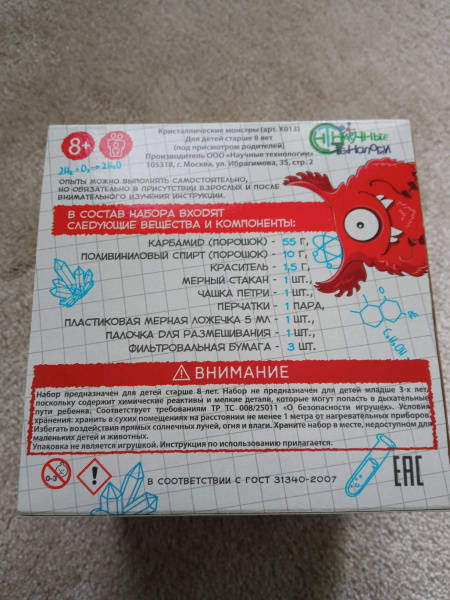 Кристаллические монстры (арт. X013)
Для детей старше 8 лет
(под присмотром родителей)
Производитель ООО «Научные технологии»
105318, г. Москва, ул. Ибрагимова, 35, стр. 2
8+
8
Научные
Технологии
2H₂ + O₂ → 2H₂O
ОПЫТЫ МОЖНО ВЫПОЛНЯТЬ САМОСТОЯТЕЛЬНО,
НО ОБЯЗАТЕЛЬНО В ПРИСУТСТВИИ ВЗРОСЛЫХ И ПОСЛЕ
ВНИМАТЕЛЬНОГО ИЗУЧЕНИЯ ИНСТРУКЦИИ.
В СОСТАВ НАБОРА ВХОДЯТ
СЛЕДУЮЩИЕ ВЕЩЕСТВА И КОМПОНЕНТЫ:
КАРБАМИД (ПОРОШОК) - 55 Г,
ПОЛИВИНИЛОВЫЙ СПИРТ (ПОРОШОК) - 10 Г,
КРАСИТЕЛЬ - 1,5 Г,
МЕРНЫЙ СТАКАН - 1 ШТ.,
ЧАШКА ПЕТРИ - 1 ШТ.,
ПЕРЧАТКИ - 1 ПАРА,
ПЛАСТИКОВАЯ МЕРНАЯ ЛОЖЕЧКА 5 МЛ - 1 ШТ.,
ПАЛОЧКА ДЛЯ РАЗМЕШИВАНИЯ - 1 ШТ.,
ФИЛЬТРОВАЛЬНАЯ БУМАГА - 3 ШТ.
C₂H₅OH
ВНИМАНИЕ
Набор предназначен для детей старше 8 лет. Набор не предназначен для детей младше 3-х лет,
поскольку содержит химические реактивы и мелкие детали, которые могут попасть в дыхательные
пути ребенка. Соответствует требованиям ТР ТС 008/25011 «О безопасности игрушек». Условия
хранения: хранить в сухих помещениях на расстоянии не менее 1 метра от нагревательных приборов.
Избегать воздействия прямых солнечных лучей, огня и влаги. Храните набор в месте, недоступном для
маленьких детей и животных.
Упаковка не является игрушкой. Инструкция по использованию прилагается.
0-3
В СООТВЕТСТВИИ С ГОСТ 31340-2007
EAC